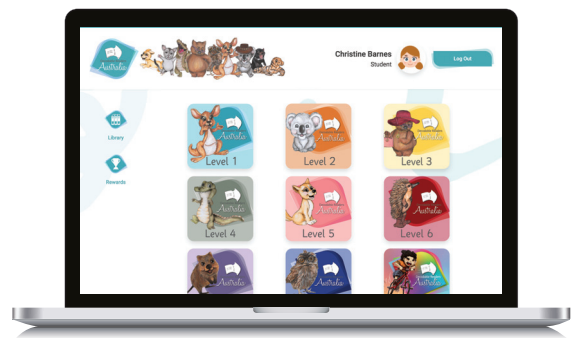 Australia
Christine Barnes
Student
Log Out
Library
Rewards
Australia
Level 1
Australia
Level 2
Australia
Level 3
Australia
Level 4
Australia
Level 5
Australia
Level 6
Australia
Australia
Australia